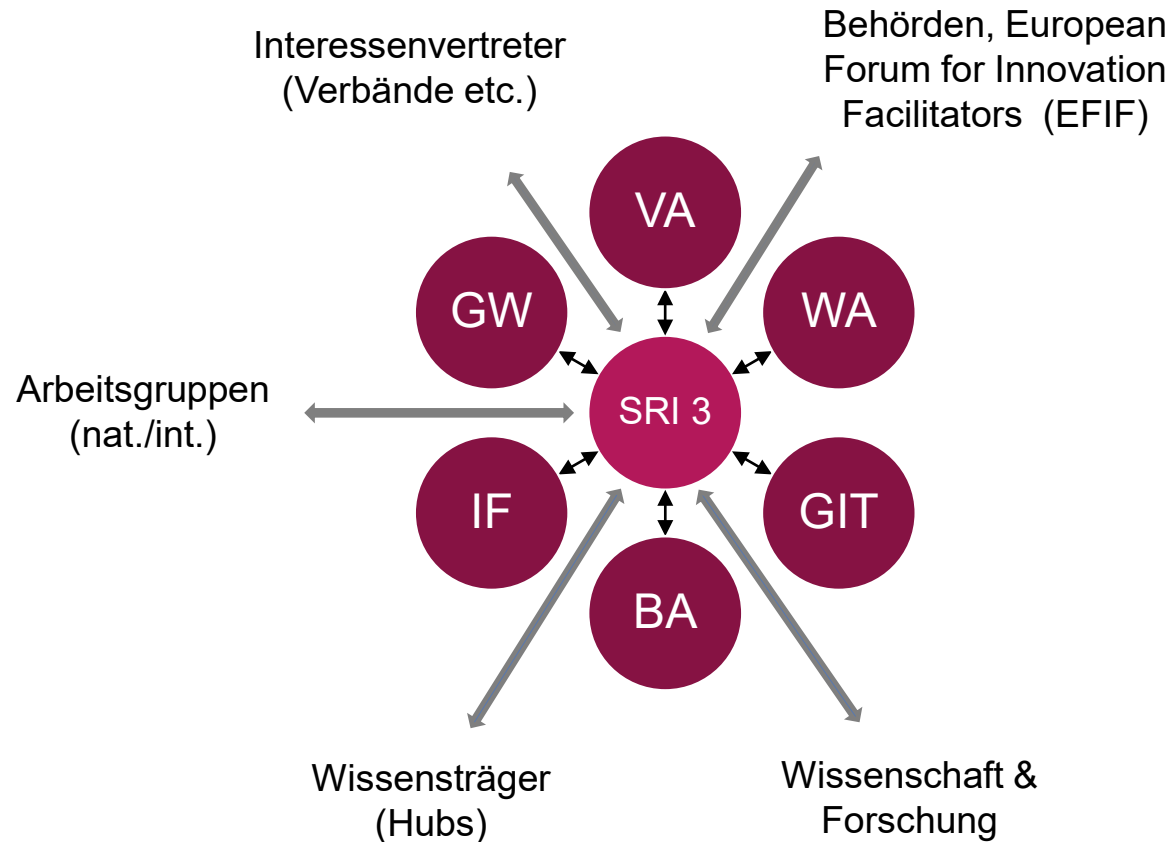 Interessenvertreter
(Verbände etc.)
Behörden, European
Forum for Innovation
Facilitators (EFIF)
VA
GW
WA
Arbeitsgruppen
(nat./int.)
SRI 3
IF
GIT
BA
Wissensträger
(Hubs)
Wissenschaft &
Forschung